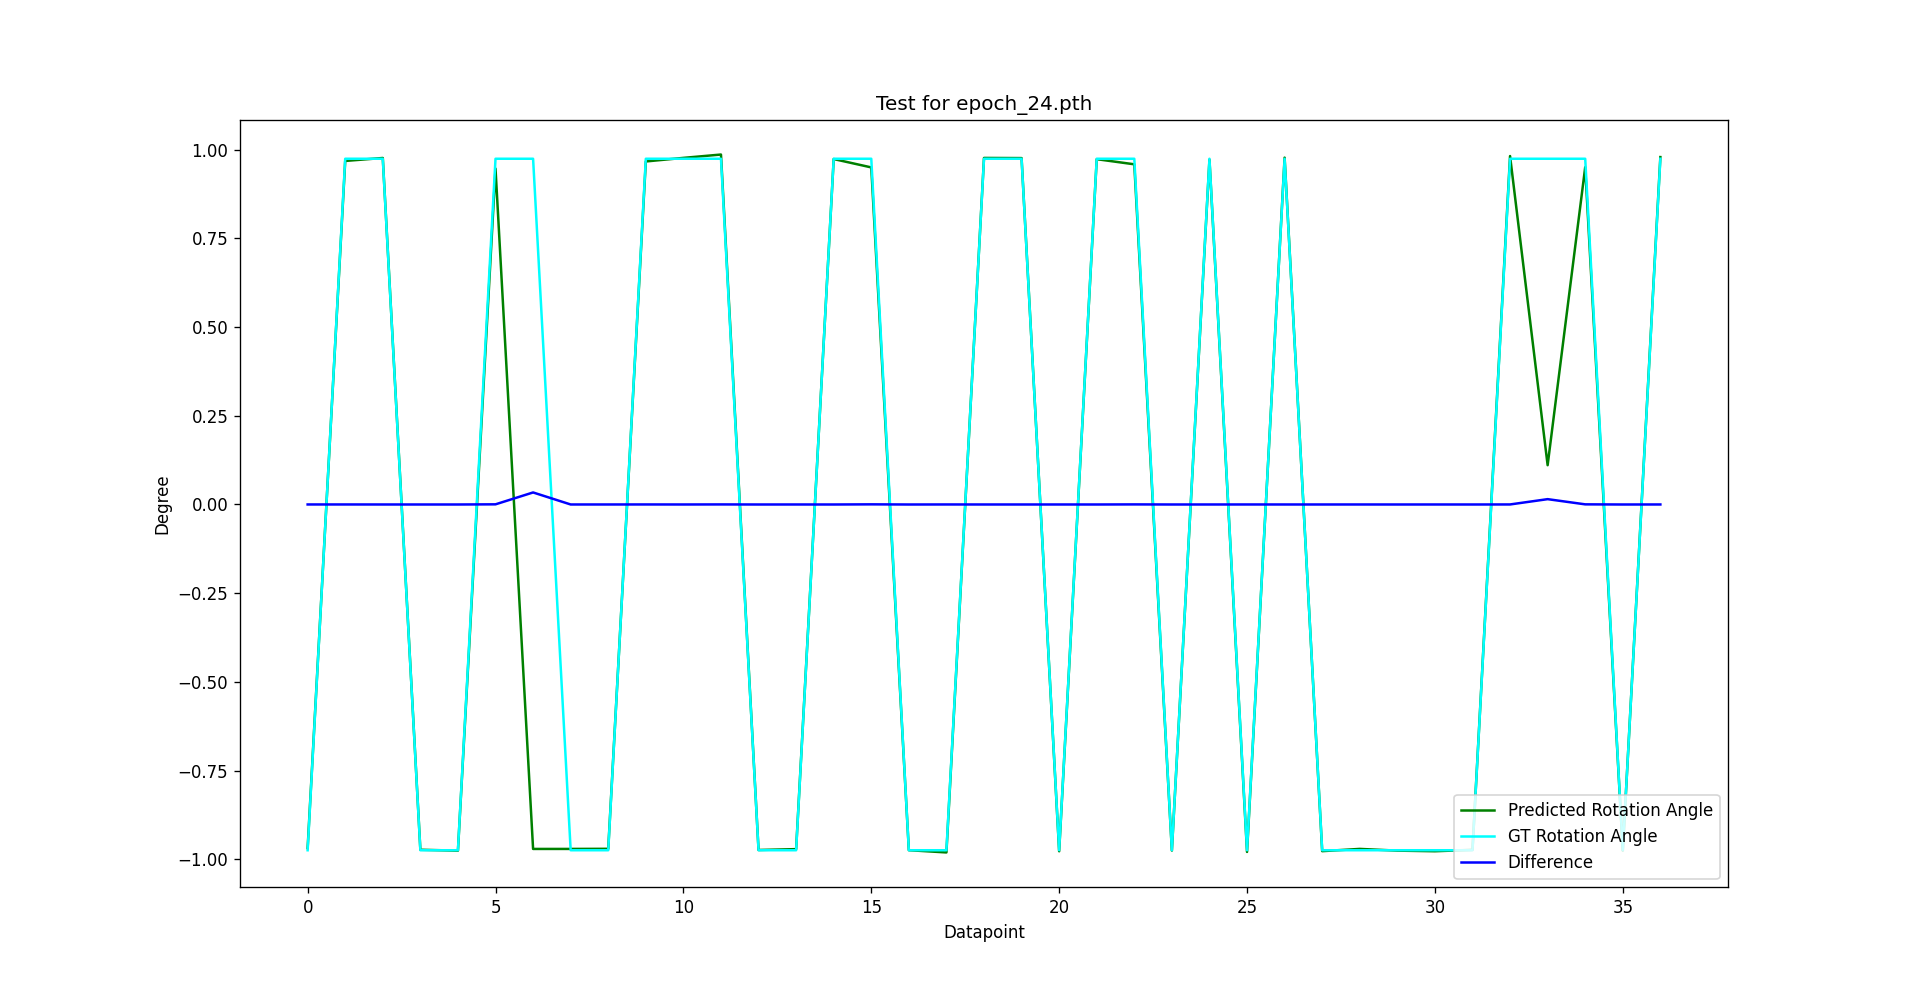 Test for epoch_24.pth
1.00
0.75
0.50
0.25
0.00
−0.25
−0.50
−0.75
−1.00
Degree
0 5 10 15 20 25 30 35
Datapoint
Predicted Rotation Angle
GT Rotation Angle
Difference